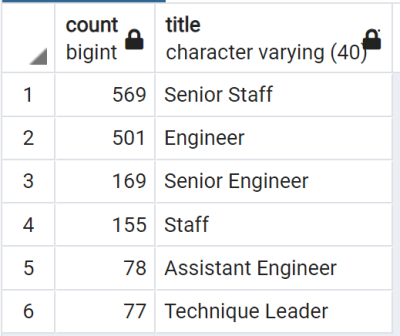 count title
bigint character varying (40)
1 569 Senior Staff
2 501 Engineer
3 169 Senior Engineer
4 155 Staff
5 78 Assistant Engineer
6 77 Technique Leader